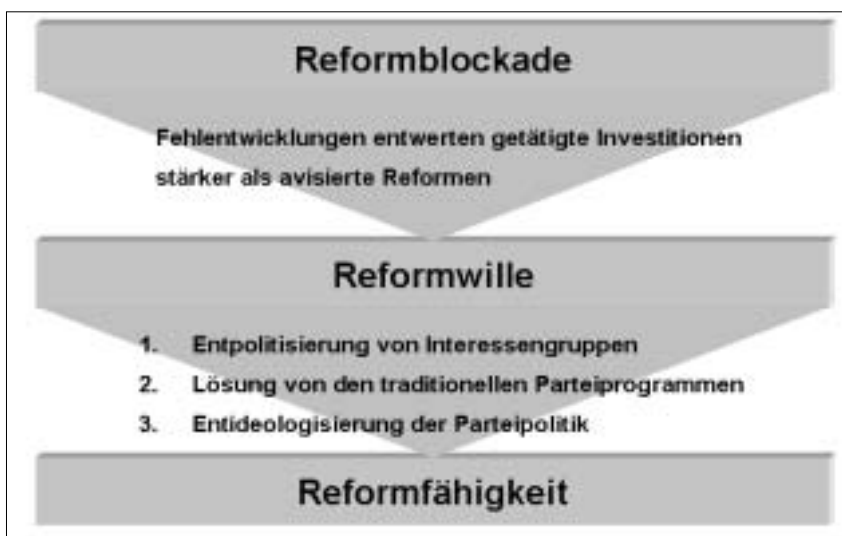 Reformblockade
Fehlentwicklungen entwerten getätigte Investitionen
stärker als avisierte Reformen
Reformwille
1. Entpolitisierung von Interessengruppen
2. Lösung von den traditionellen Parteiprogrammen
3. Entideologisierung der Parteipolitik
Reformfähigkeit